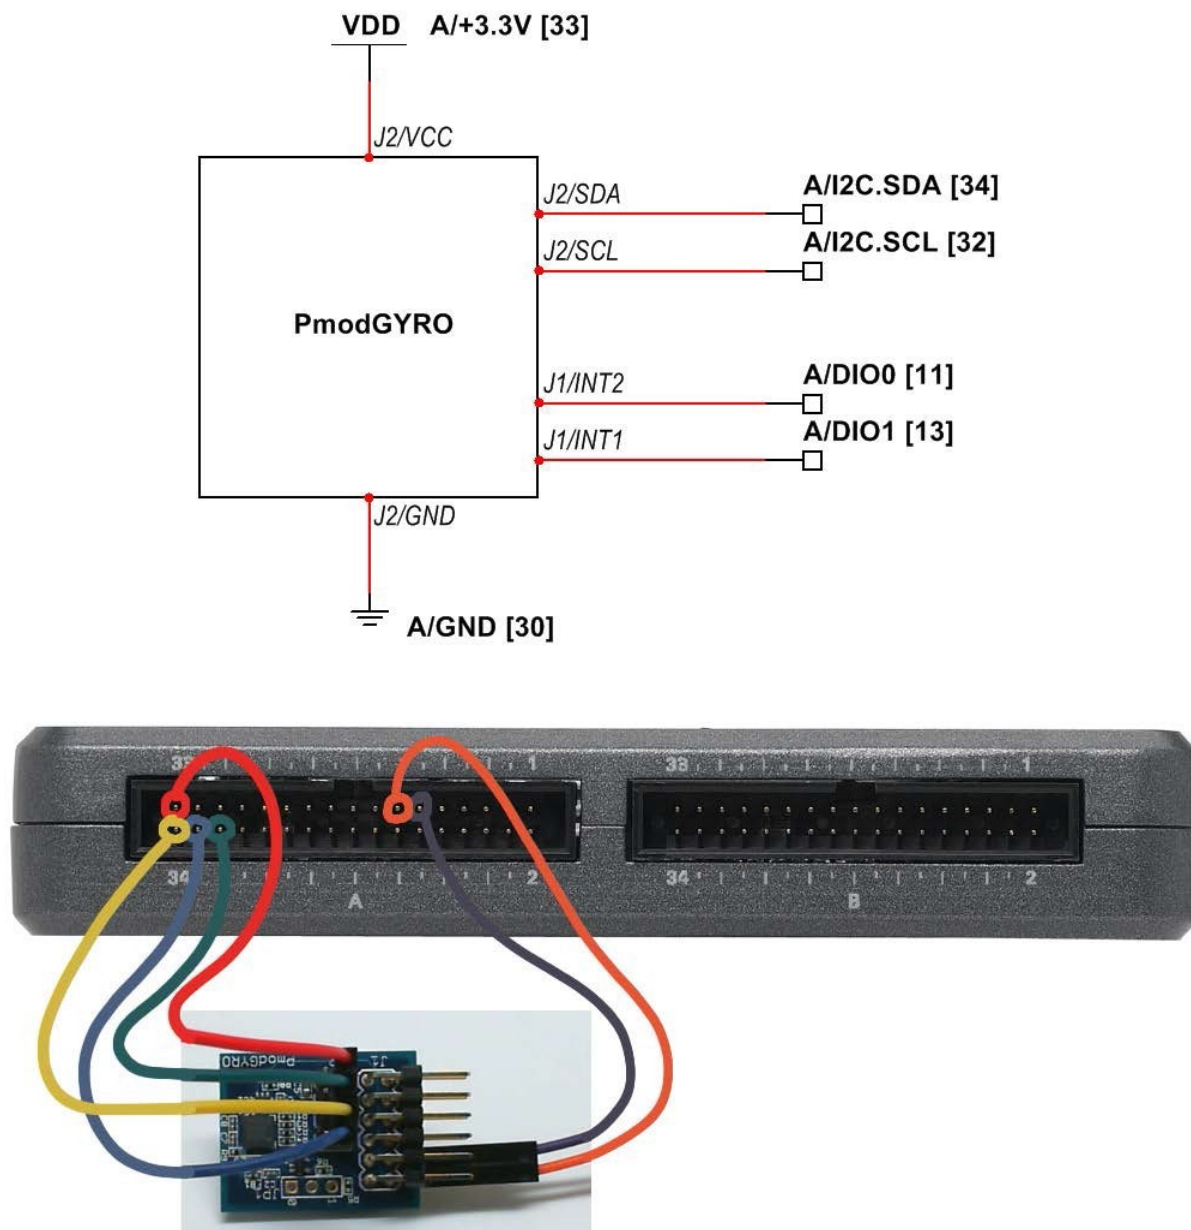 VDD A/+3.3V [33]
J2/VCC
J2/SDA
A/I2C.SDA [34]
J2/SCL
A/I2C.SCL [32]
PmodGYRO
J1/INT2
A/DIO0 [11]
J1/INT1
A/DIO1 [13]
J2/GND
A/GND [30]
33 1 33 1
34 2 34 2
A B
PmodGYRO J1
JP1